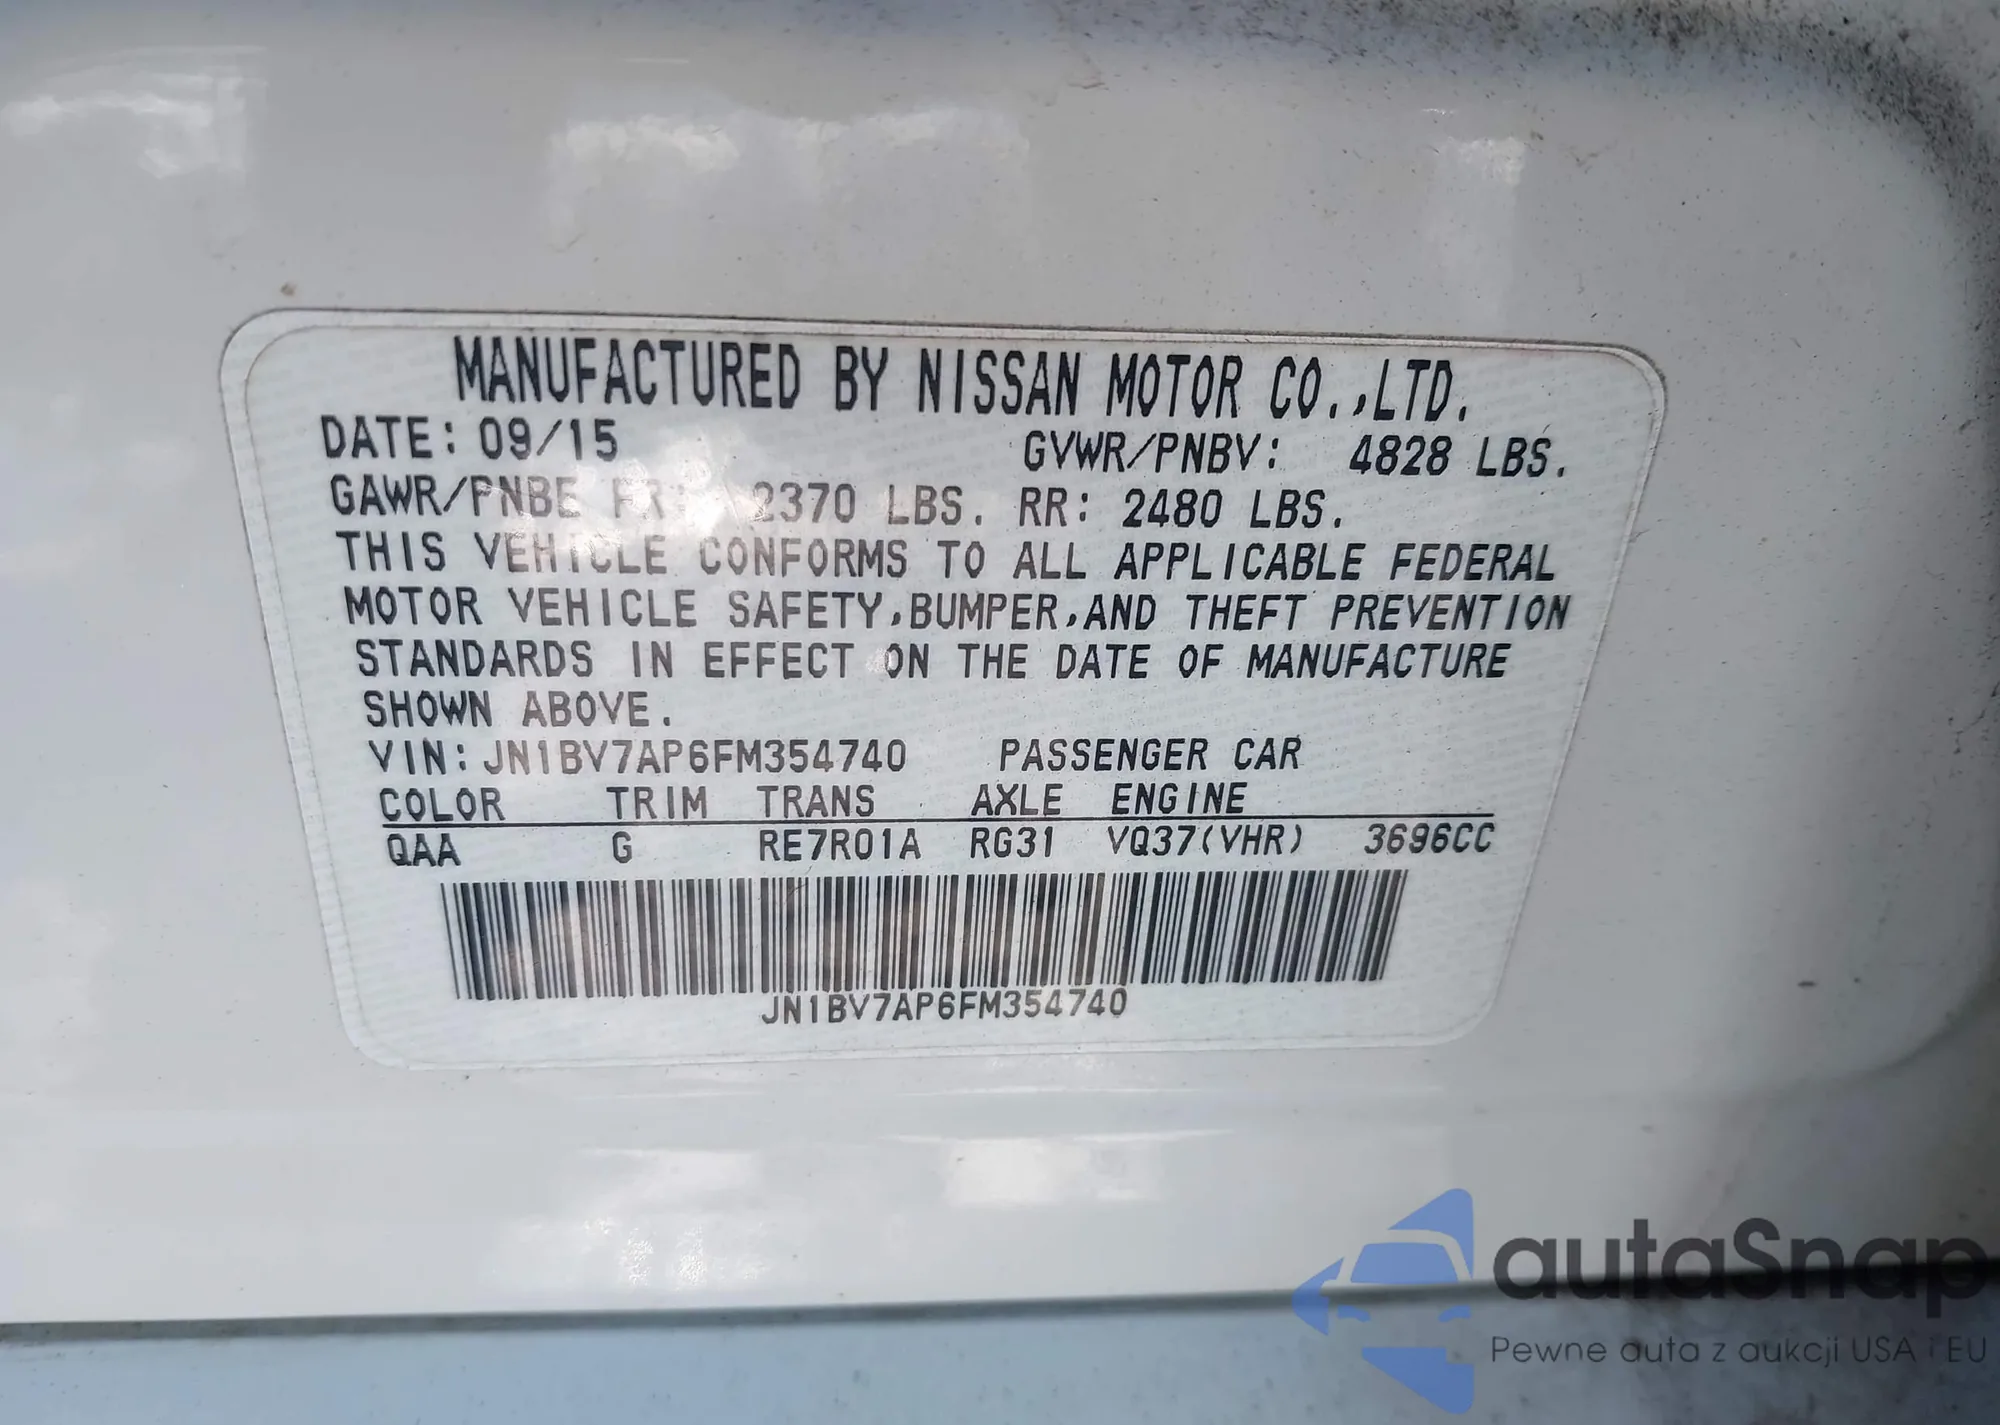 MANUFACTURED BY NISSAN MOTOR CO.,LTD.
DATE: 09/15 GVWR/PNBV: 4828 LBS.
GAWR/PNBE FR: 2370 LBS. RR: 2480 LBS.
THIS VEHICLE CONFORMS TO ALL APPLICABLE FEDERAL
MOTOR VEHICLE SAFETY,BUMPER,AND THEFT PREVENTION
STANDARDS IN EFFECT ON THE DATE OF MANUFACTURE
SHOWN ABOVE.
VIN: JN1BV7AP6FM354740 PASSENGER CAR
COLOR TRIM TRANS AXLE ENGINE
QAA G RE7R01A RG31 VQ37(VHR) 3696CC
JN1BV7AP6FM354740
autaSnap
Pewne auta z aukcji USA i EU